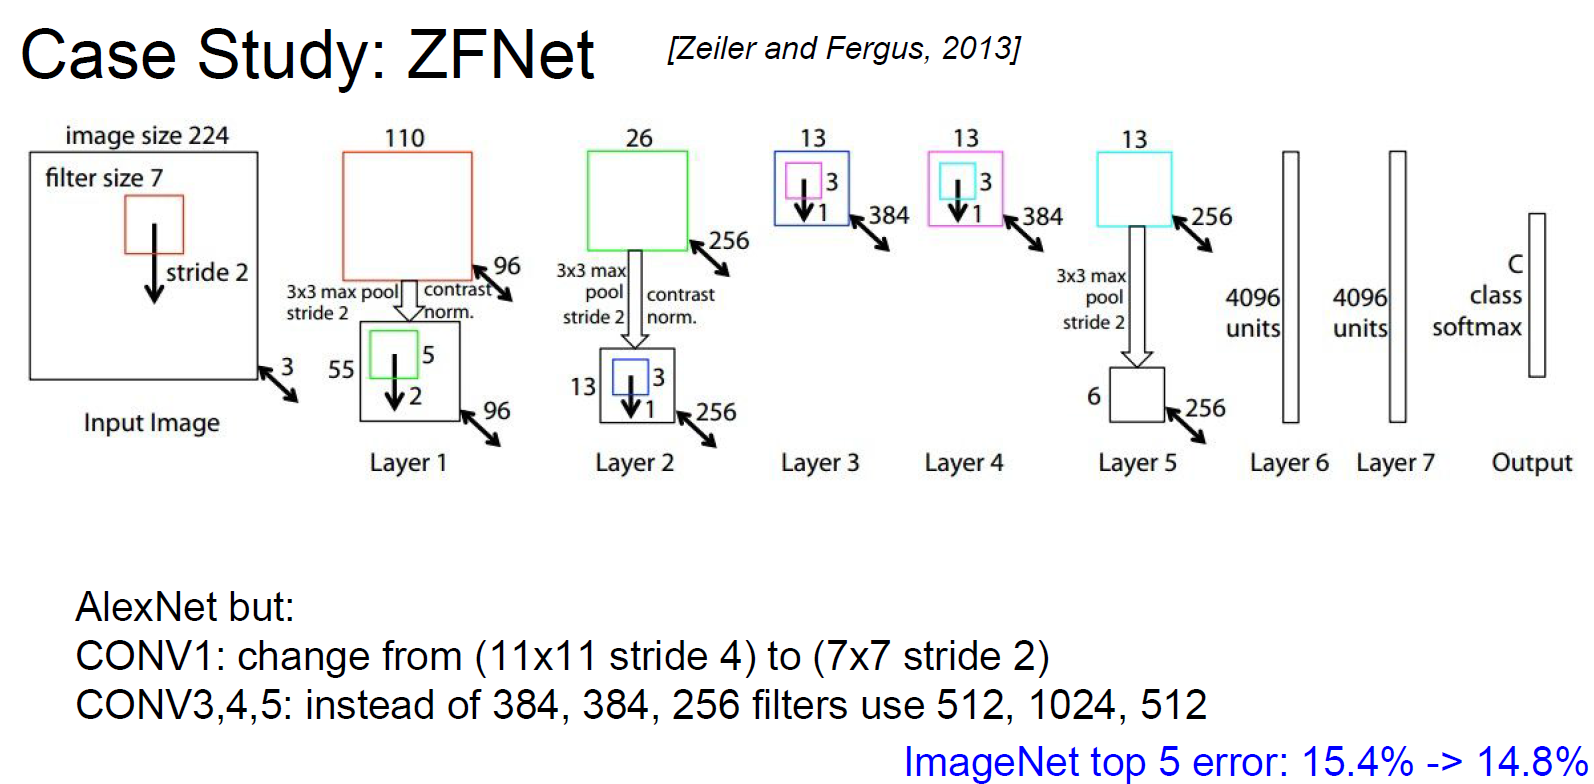 Case Study: ZFNet
[Zeiler and Fergus, 2013]
image size 224
filter size 7
stride 2
3
Input Image
110
96
3x3 max pool
stride 2
contrast
norm.
55
5
2
96
Layer 1
26
256
3x3 max
pool
stride 2
contrast
norm.
13
3
1
256
Layer 2
13
3
1
384
Layer 3
13
3
1
384
Layer 4
13
256
3x3 max
pool
stride 2
6
256
Layer 5
4096
units
Layer 6
4096
units
Layer 7
C
class
softmax
Output
AlexNet but:
CONV1: change from (11x11 stride 4) to (7x7 stride 2)
CONV3,4,5: instead of 384, 384, 256 filters use 512, 1024, 512
ImageNet top 5 error: 15.4% -> 14.8%